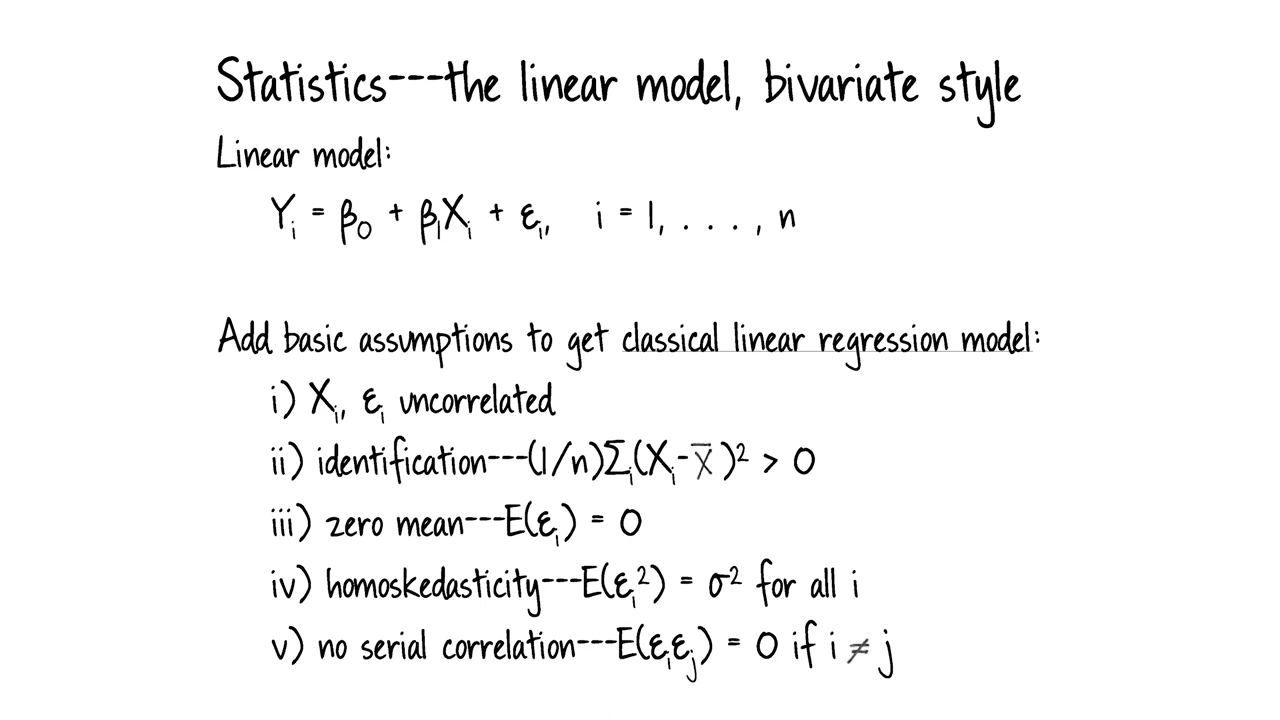 Statistics---the linear model, bivariate style
Linear model:
Yᵢ = β₀ + β₁Xᵢ + εᵢ, i = 1, . . . , n
Add basic assumptions to get classical linear regression model:
i) Xᵢ, εᵢ uncorrelated
ii) identification---(1/n)Σᵢ(Xᵢ-X̅)² > 0
iii) zero mean---E(εᵢ) = 0
iv) homoskedasticity---E(εᵢ²) = σ² for all i
v) no serial correlation---E(εᵢεⱼ) = 0 if i ≠ j